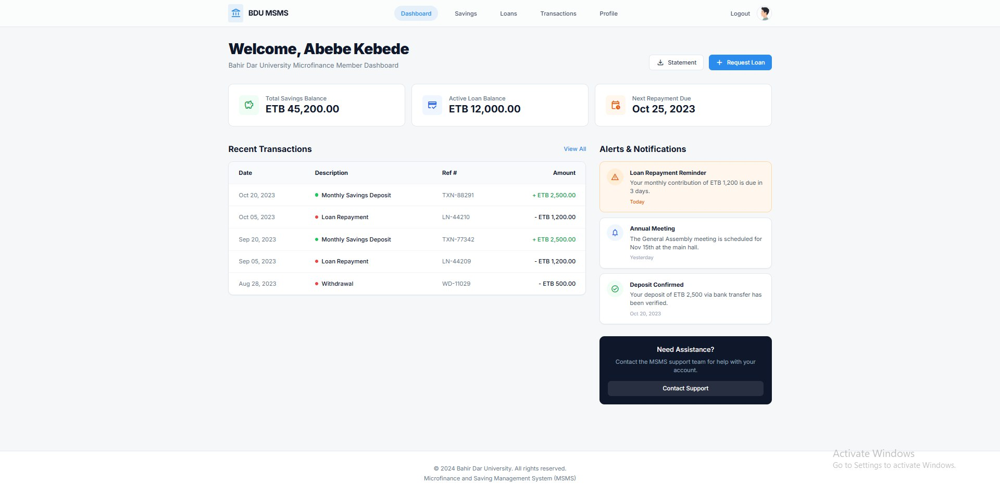 BDU MSMS
Dashboard
Savings
Loans
Transactions
Profile
Logout
Welcome, Abebe Kebede
Bahir Dar University Microfinance Member Dashboard
Statement
Request Loan
Total Savings Balance
ETB 45,200.00
Active Loan Balance
ETB 12,000.00
Next Repayment Due
Oct 25, 2023
Recent Transactions
View All
Date Description Ref # Amount
Oct 20, 2023 Monthly Savings Deposit TXN-88291 + ETB 2,500.00
Oct 05, 2023 Loan Repayment LN-44210 - ETB 1,200.00
Sep 20, 2023 Monthly Savings Deposit TXN-77342 + ETB 2,500.00
Sep 05, 2023 Loan Repayment LN-44209 - ETB 1,200.00
Aug 28, 2023 Withdrawal WD-11029 - ETB 500.00
Alerts & Notifications
Loan Repayment Reminder
Your monthly contribution of ETB 1,200 is due in
3 days.
Today
Annual Meeting
The General Assembly meeting is scheduled for
Nov 15th at the main hall.
Yesterday
Deposit Confirmed
Your deposit of ETB 2,500 via bank transfer has
been verified.
Oct 20, 2023
Need Assistance?
Contact the MSMS support team for help with your
account.
Contact Support
Activate Windows
Go to Settings to activate Windows.
© 2024 Bahir Dar University. All rights reserved.
Microfinance and Saving Management System (MSMS)